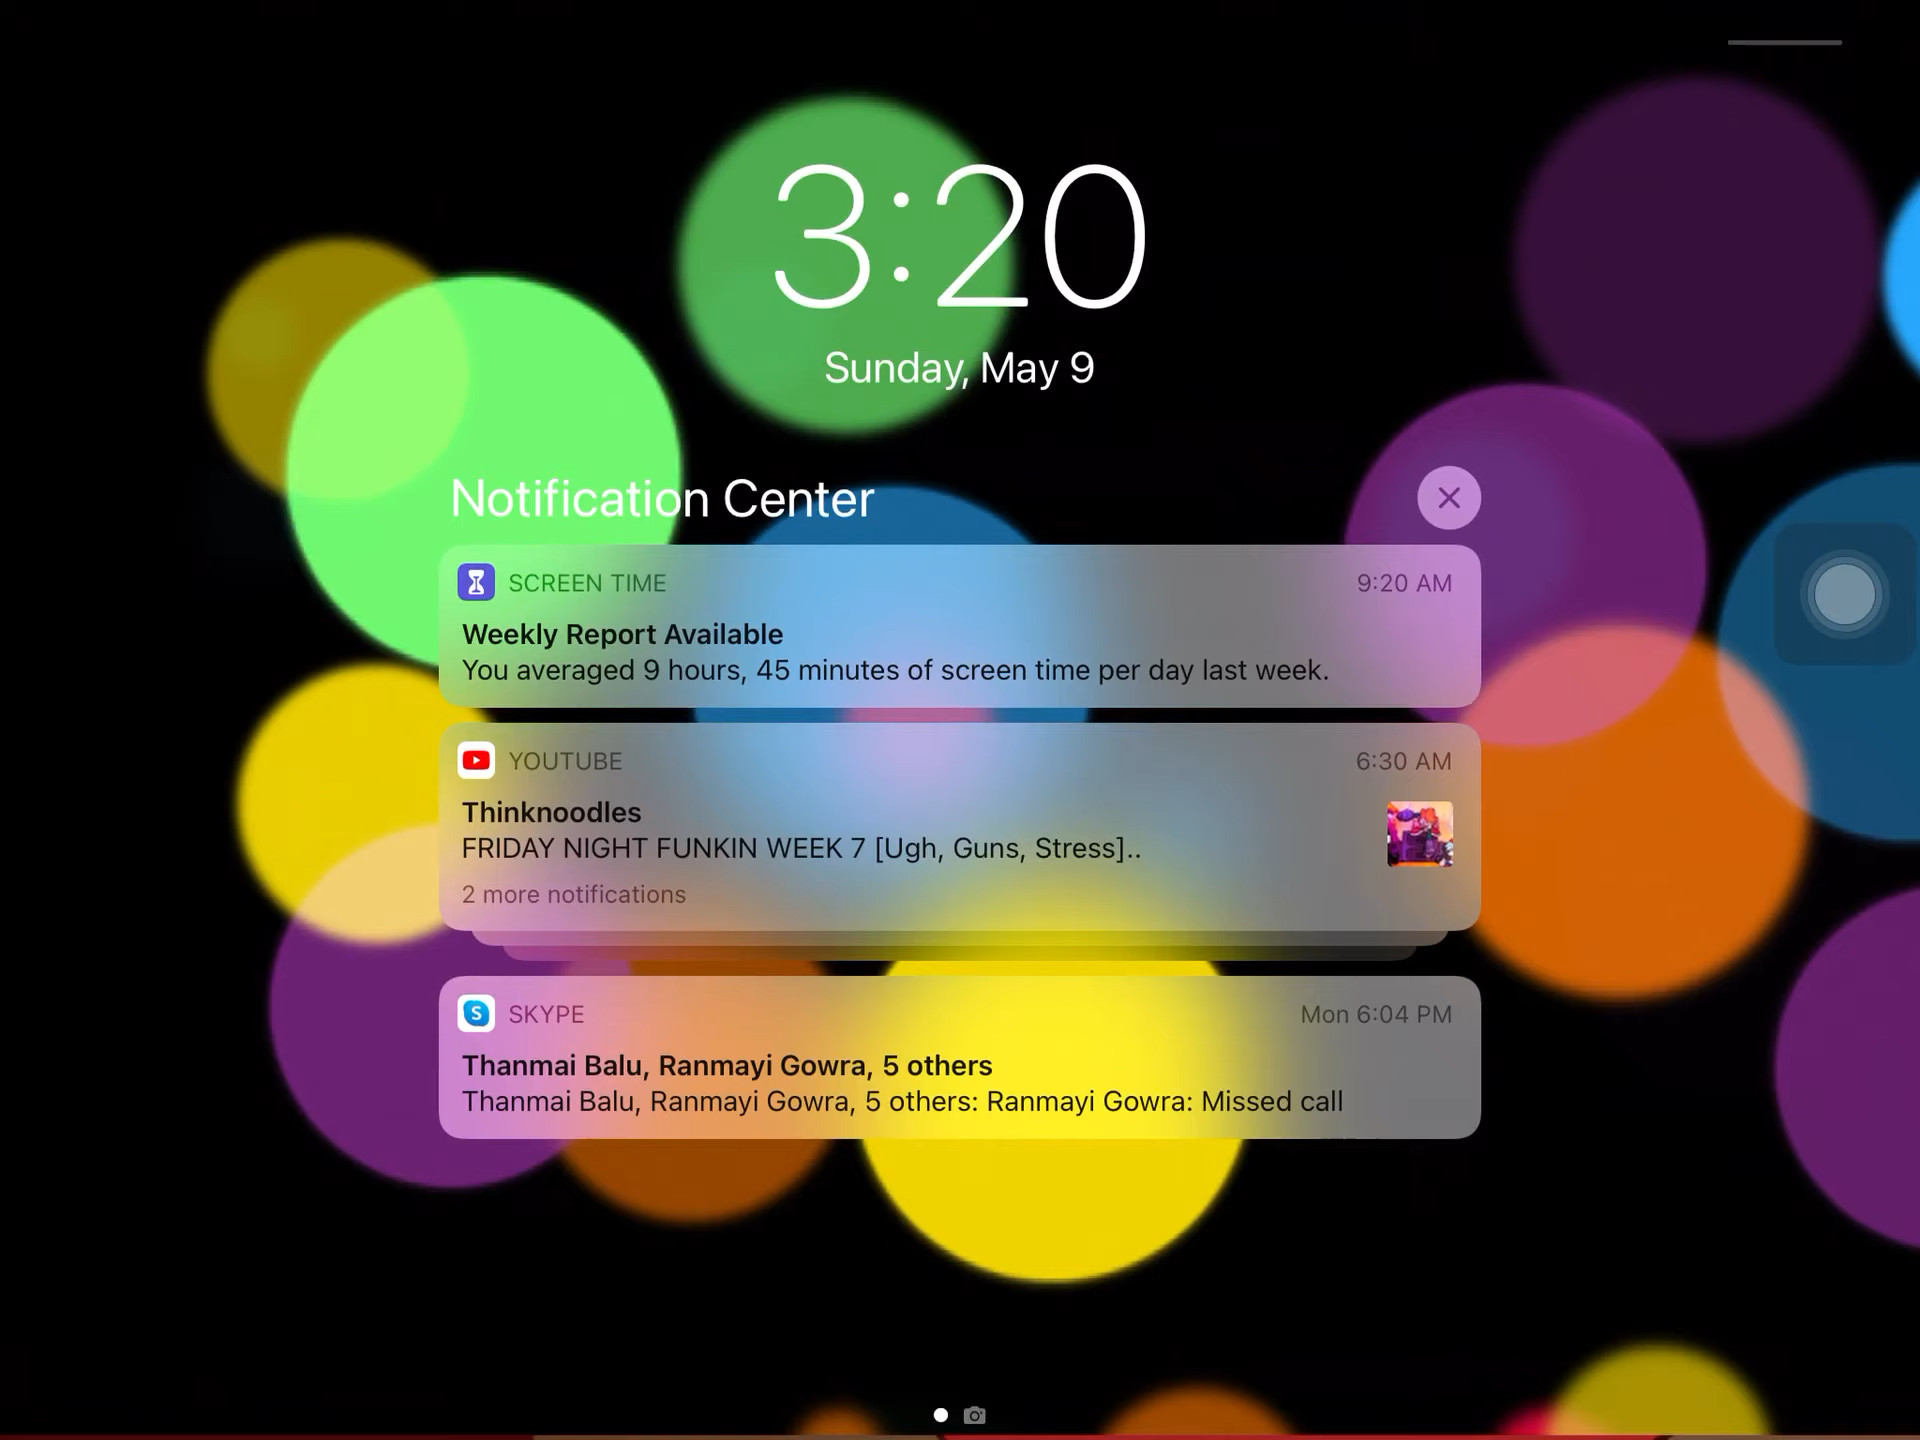 3:20
Sunday, May 9
Notification Center
SCREEN TIME 9:20 AM
Weekly Report Available
You averaged 9 hours, 45 minutes of screen time per day last week.
YOUTUBE 6:30 AM
Thinknoodles
FRIDAY NIGHT FUNKIN WEEK 7 [Ugh, Guns, Stress]..
2 more notifications
SKYPE Mon 6:04 PM
Thanmai Balu, Ranmayi Gowra, 5 others
Thanmai Balu, Ranmayi Gowra, 5 others: Ranmayi Gowra: Missed call